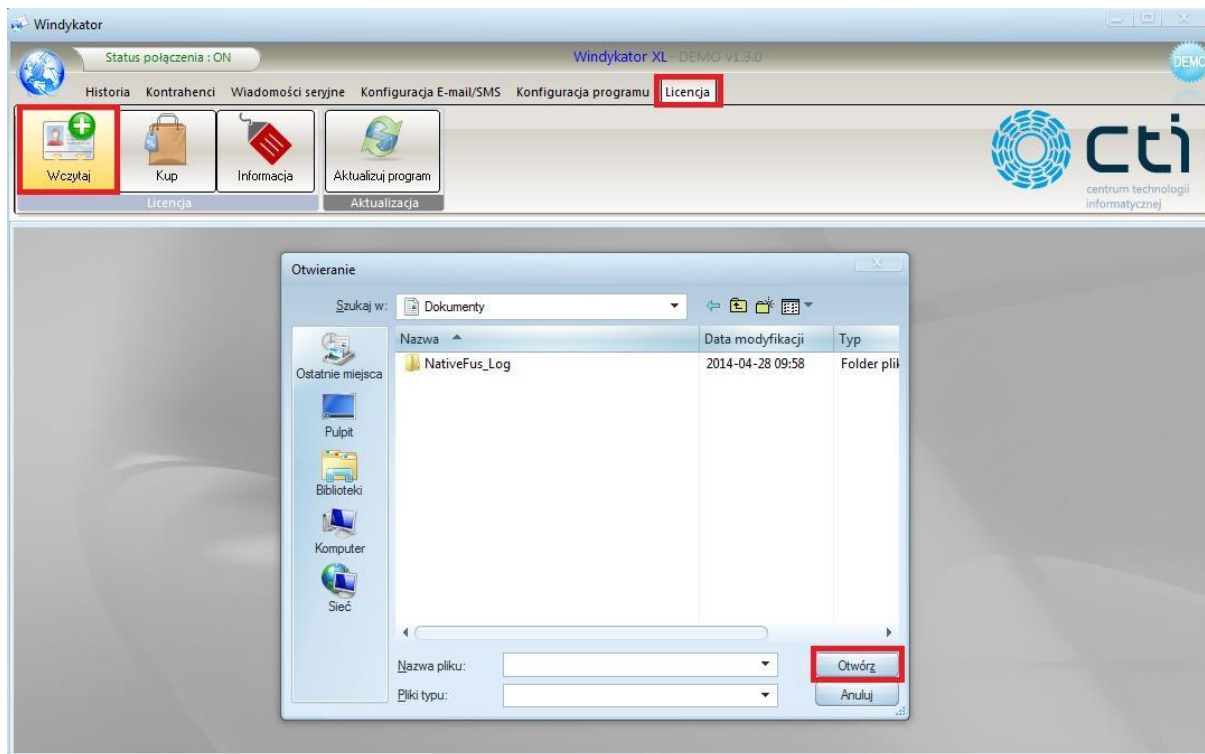 Windykator
Status połączenia : ON
Windykator XL - DEMO v1.3.0
DEMO
Historia Kontrahenci Wiadomości seryjne Konfiguracja E-mail/SMS Konfiguracja programu Licencja
Wczytaj Kup Informacja Aktualizuj program
Licencja Aktualizacja
cti
centrum technologii
informatycznej
Otwieranie
Szukaj w: Dokumenty
Nazwa Data modyfikacji Typ
NativeFus_Log 2014-04-28 09:58 Folder plik
Ostatnie miejsca
Pulpit
Biblioteki
Komputer
Sieć
Nazwa pliku: Otwórz
Pliki typu: Anuluj